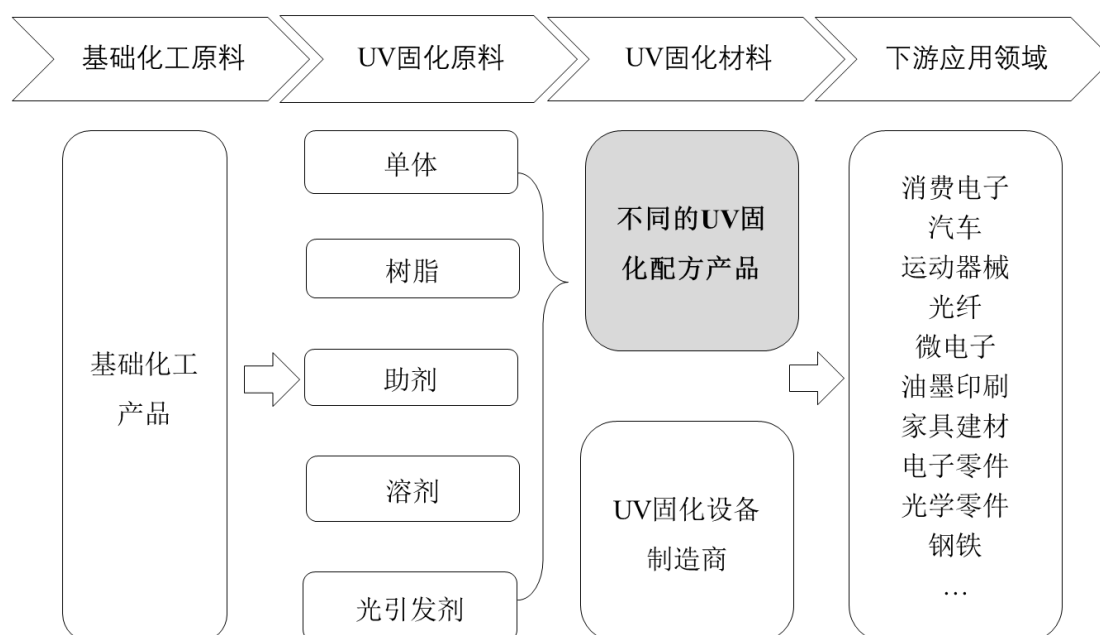 基础化工原料
UV固化原料
UV固化材料
下游应用领域
基础化工
产品
单体
树脂
助剂
溶剂
光引发剂
不同的UV固
化配方产品
UV固化设备
制造商
消费电子
汽车
运动器械
光纤
微电子
油墨印刷
家具建材
电子零件
光学零件
钢铁
…